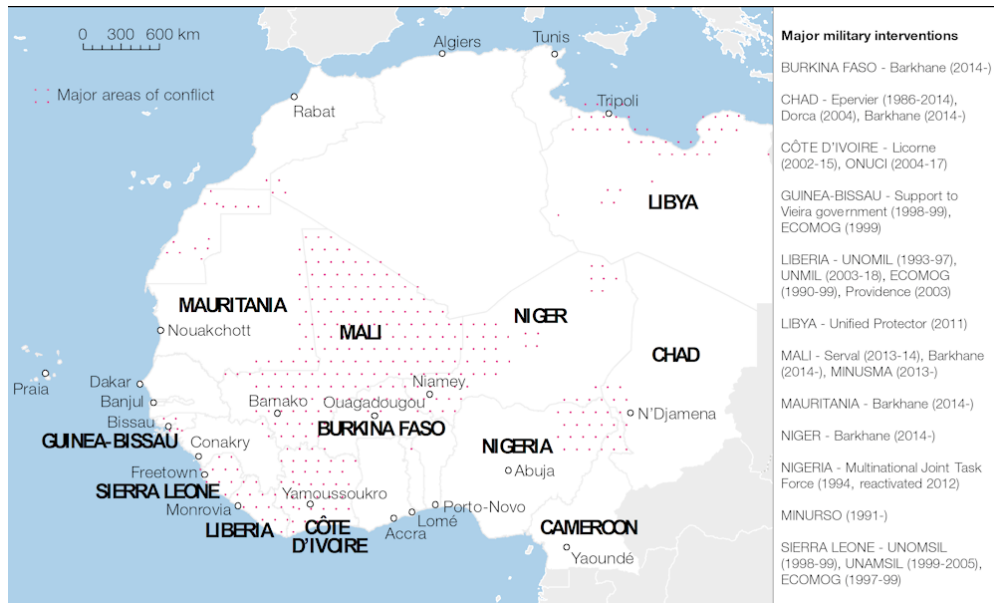 0 300 600 km
Major areas of conflict
Algiers
Tunis
Rabat
Tripoli
LIBYA
MAURITANIA
Nouakchott
MALI
NIGER
CHAD
Praia
Dakar
Banjul
Bissau
GUINEA-BISSAU
Bamako
Ouagadougou
Niamey
BURKINA FASO
N'Djamena
NIGERIA
Abuja
Conakry
Freetown
SIERRA LEONE
Monrovia
LIBERIA
Yamoussoukro
CÔTE
D'IVOIRE
Accra
Lomé
Porto-Novo
CAMEROON
Yaoundé
Major military interventions
BURKINA FASO - Barkhane (2014-)
CHAD - Epervier (1986-2014),
Dorca (2004), Barkhane (2014-)
CÔTE D'IVOIRE - Licorne
(2002-15), ONUCI (2004-17)
GUINEA-BISSAU - Support to
Vieira government (1998-99),
ECOMOG (1999)
LIBERIA - UNOMIL (1993-97),
UNMIL (2003-18), ECOMOG
(1990-99), Providence (2003)
LIBYA - Unified Protector (2011)
MALI - Serval (2013-14), Barkhane
(2014-), MINUSMA (2013-)
MAURITANIA - Barkhane (2014-)
NIGER - Barkhane (2014-)
NIGERIA - Multinational Joint Task
Force (1994, reactivated 2012)
MINURSO (1991-)
SIERRA LEONE - UNOMSIL
(1998-99), UNAMSIL (1999-2005),
ECOMOG (1997-99)